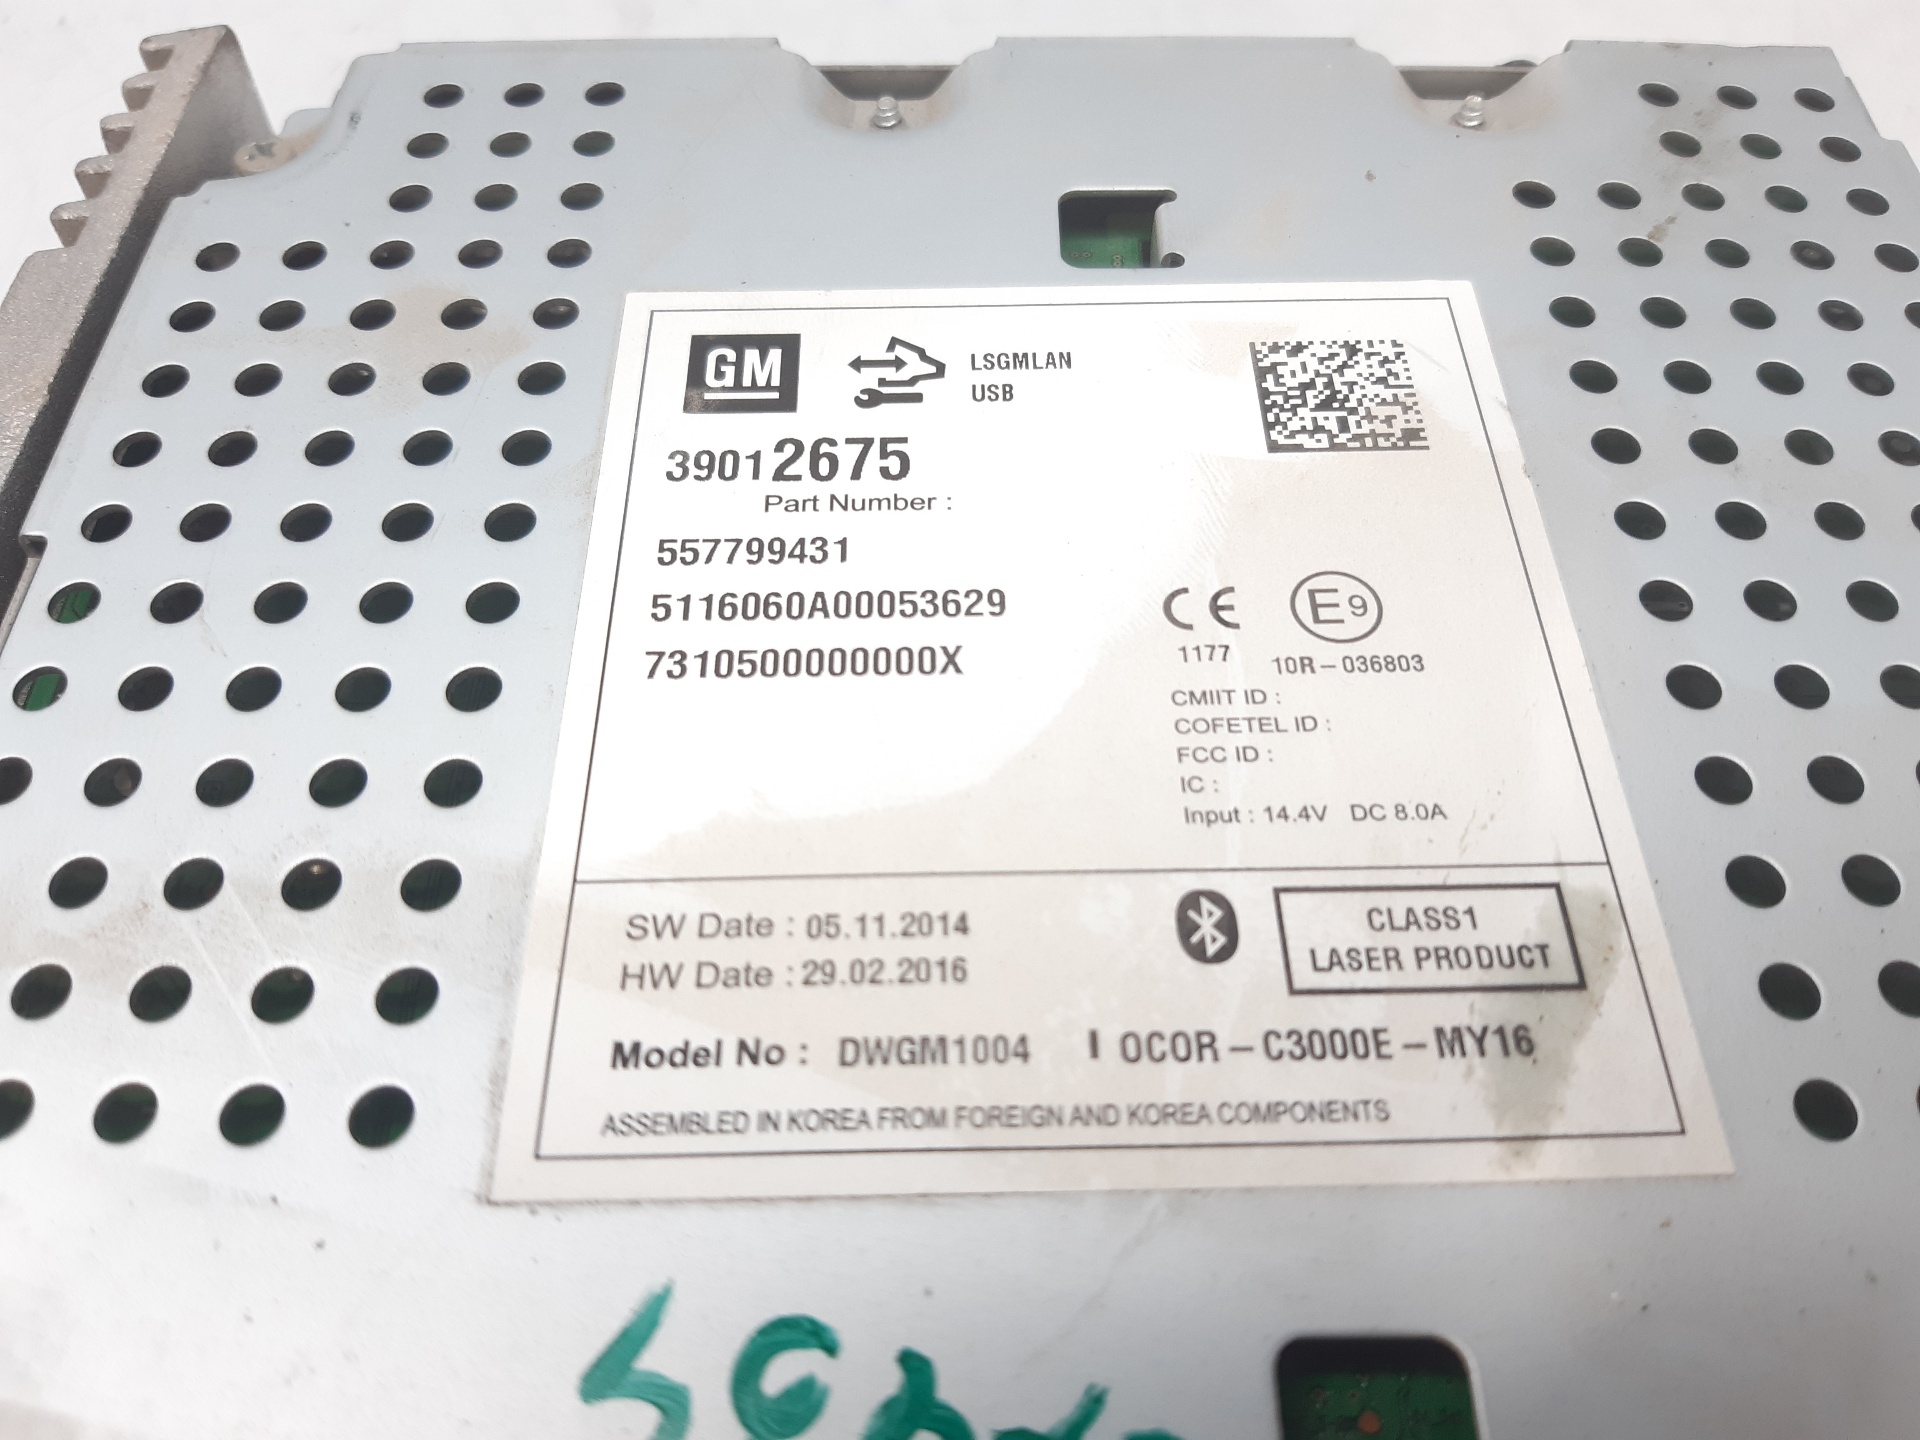 GM
LSGMLAN
USB
39012675
Part Number :
557799431
5116060A00053629
7310500000000X
CE
E9
1177
10R-036803
CMIIT ID :
COFETEL ID :
FCC ID :
IC :
Input : 14.4V DC 8.0A
SW Date : 05.11.2014
HW Date : 29.02.2016
CLASS1
LASER PRODUCT
Model No : DWGM1004 I OCOR-C3000E-MY16
ASSEMBLED IN KOREA FROM FOREIGN AND KOREA COMPONENTS